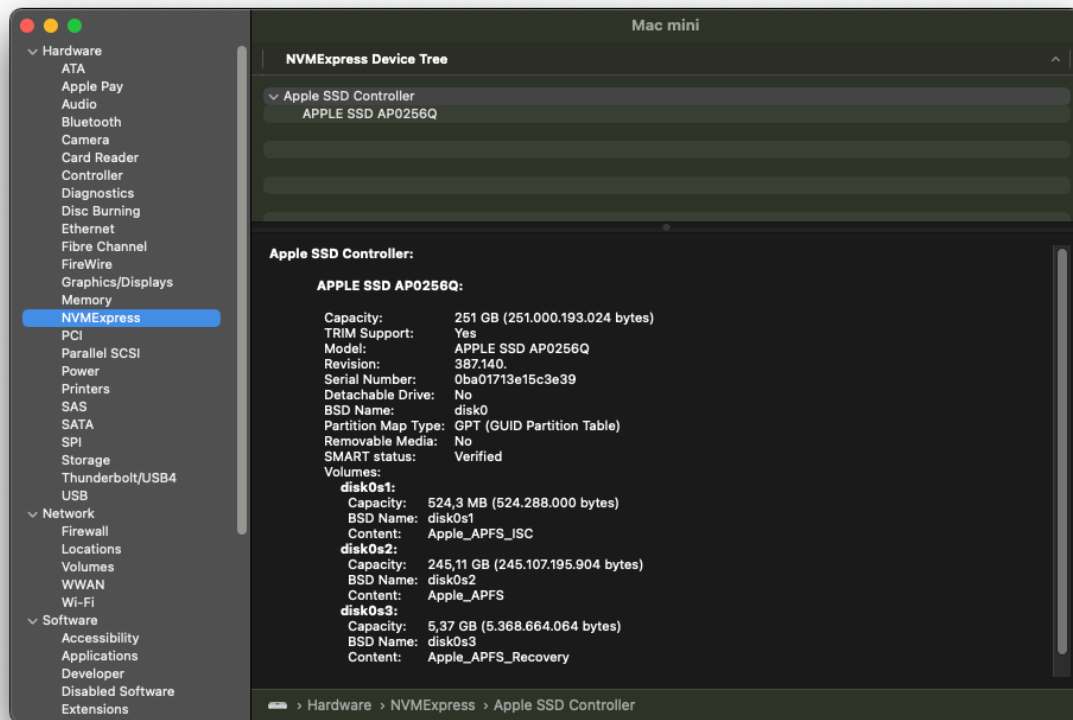 Mac mini
Hardware
ATA
Apple Pay
Audio
Bluetooth
Camera
Card Reader
Controller
Diagnostics
Disc Burning
Ethernet
Fibre Channel
FireWire
Graphics/Displays
Memory
NVMExpress
PCI
Parallel SCSI
Power
Printers
SAS
SATA
SPI
Storage
Thunderbolt/USB4
USB
Network
Firewall
Locations
Volumes
WWAN
Wi-Fi
Software
Accessibility
Applications
Developer
Disabled Software
Extensions
NVMExpress Device Tree
Apple SSD Controller
APPLE SSD AP0256Q
Apple SSD Controller:
APPLE SSD AP0256Q:
Capacity: 251 GB (251.000.193.024 bytes)
TRIM Support: Yes
Model: APPLE SSD AP0256Q
Revision: 387.140.
Serial Number: 0ba01713e15c3e39
Detachable Drive: No
BSD Name: disk0
Partition Map Type: GPT (GUID Partition Table)
Removable Media: No
SMART status: Verified
Volumes:
disk0s1:
Capacity: 524,3 MB (524.288.000 bytes)
BSD Name: disk0s1
Content: Apple_APFS_ISC
disk0s2:
Capacity: 245,11 GB (245.107.195.904 bytes)
BSD Name: disk0s2
Content: Apple_APFS
disk0s3:
Capacity: 5,37 GB (5.368.664.064 bytes)
BSD Name: disk0s3
Content: Apple_APFS_Recovery
› Hardware › NVMExpress › Apple SSD Controller